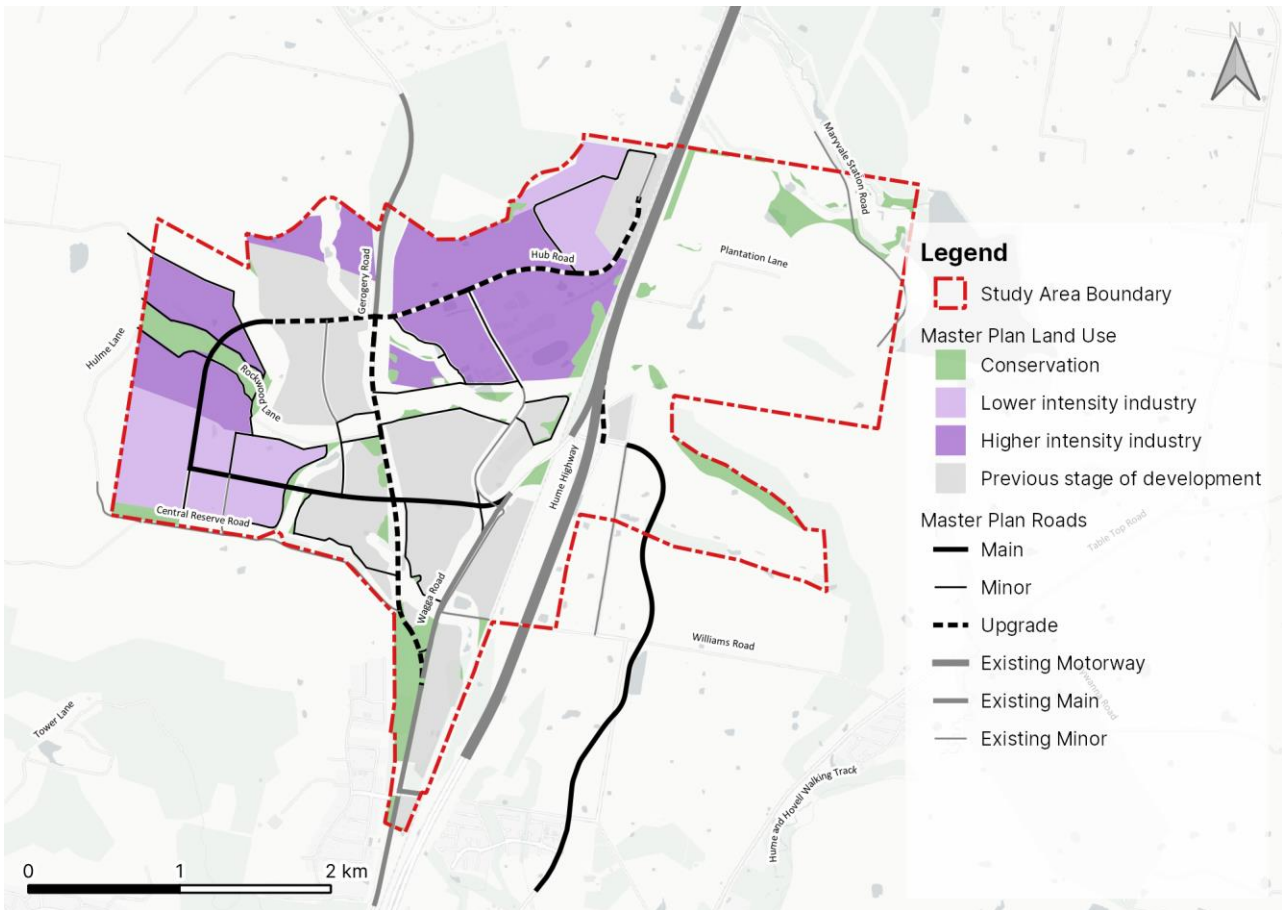 N
Maryvale Station Road
Gerogery Road
Hub Road
Plantation Lane
Hulme Lane
Rockwood Lane
Hume Highway
Central Reserve Road
Wagga Road
Williams Road
Tower Lane
Hume and Hovell Walking Track
Table Top Road
Legend
Study Area Boundary
Master Plan Land Use
Conservation
Lower intensity industry
Higher intensity industry
Previous stage of development
Master Plan Roads
Main
Minor
Upgrade
Existing Motorway
Existing Main
Existing Minor
0 1 2 km